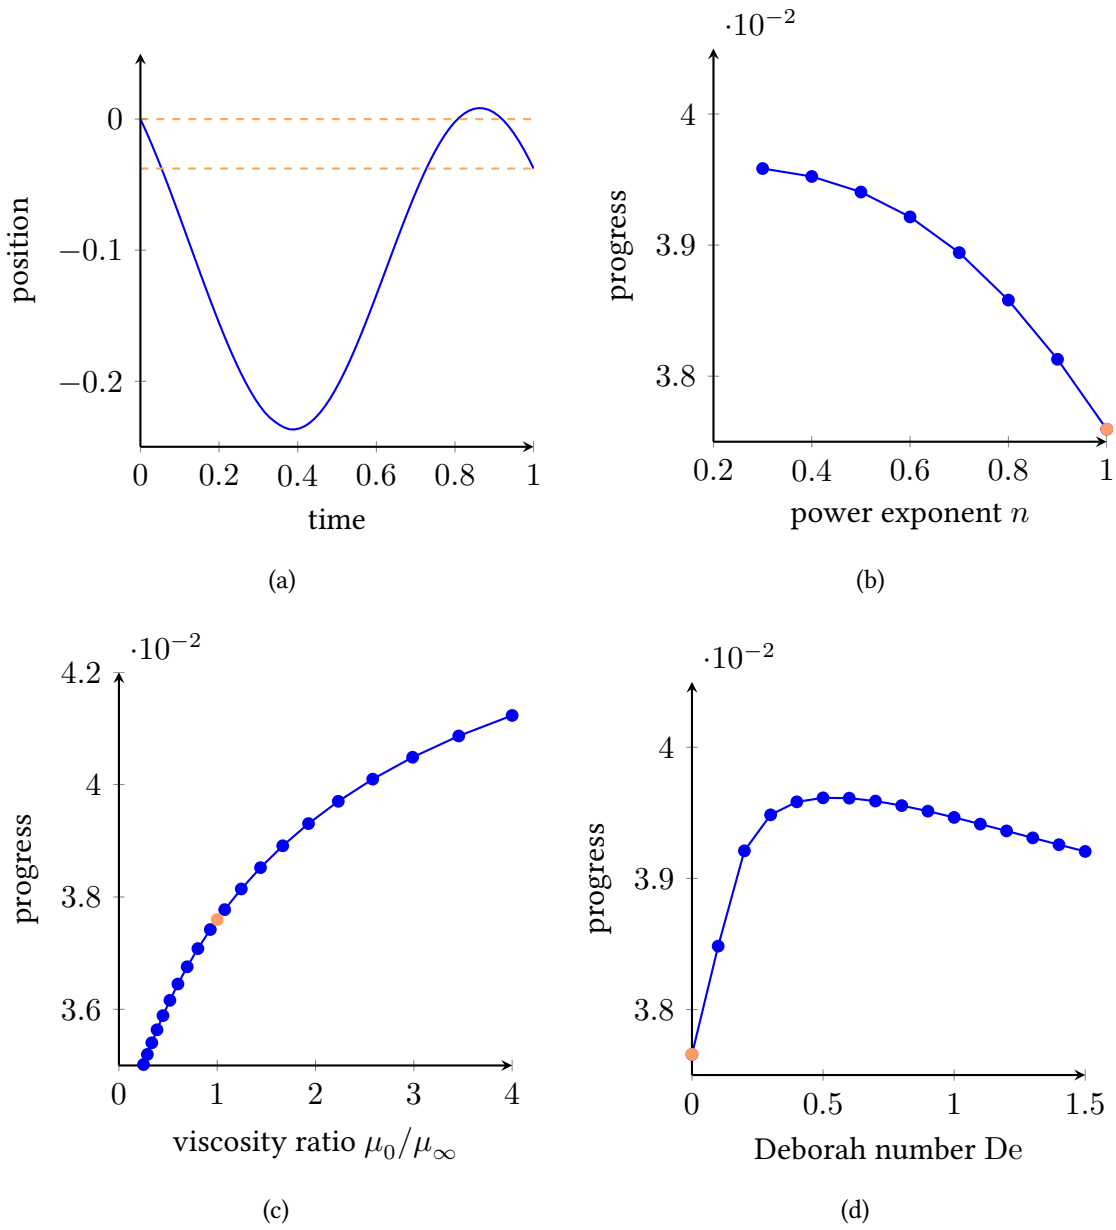 0
−0.1
−0.2
position
0 0.2 0.4 0.6 0.8 1
time
(a)
·10−2
4
3.9
3.8
progress
0.2 0.4 0.6 0.8 1
power exponent n
(b)
·10−2
4.2
4
3.8
3.6
progress
0 1 2 3 4
viscosity ratio μ0/μ∞
(c)
·10−2
4
3.9
3.8
progress
0 0.5 1 1.5
Deborah number De
(d)